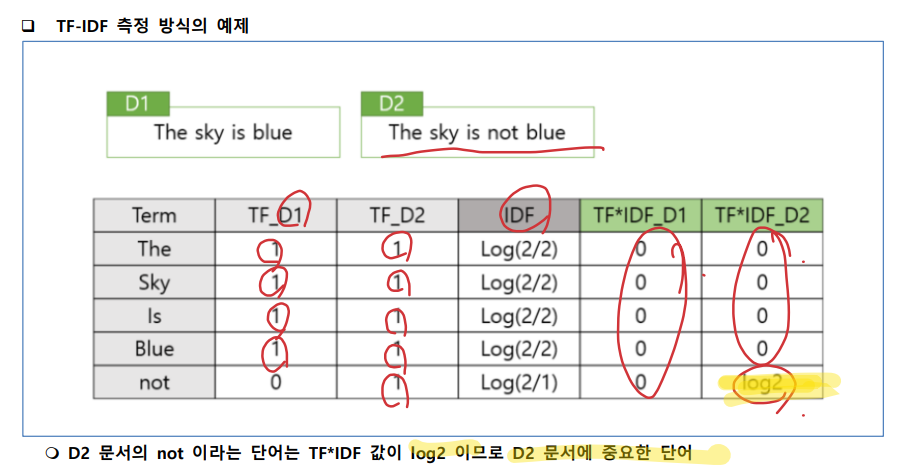 ❑ TF-IDF 측정 방식의 예제
D1 D2
The sky is blue The sky is not blue
Term TF_D1 TF_D2 IDF TF*IDF_D1 TF*IDF_D2
The 1 1 Log(2/2) 0 0
Sky 1 1 Log(2/2) 0 0
Is 1 1 Log(2/2) 0 0
Blue 1 1 Log(2/2) 0 0
not 0 1 Log(2/1) 0 log2
❍ D2 문서의 not 이라는 단어는 TF*IDF 값이 log2 이므로 D2 문서에 중요한 단어